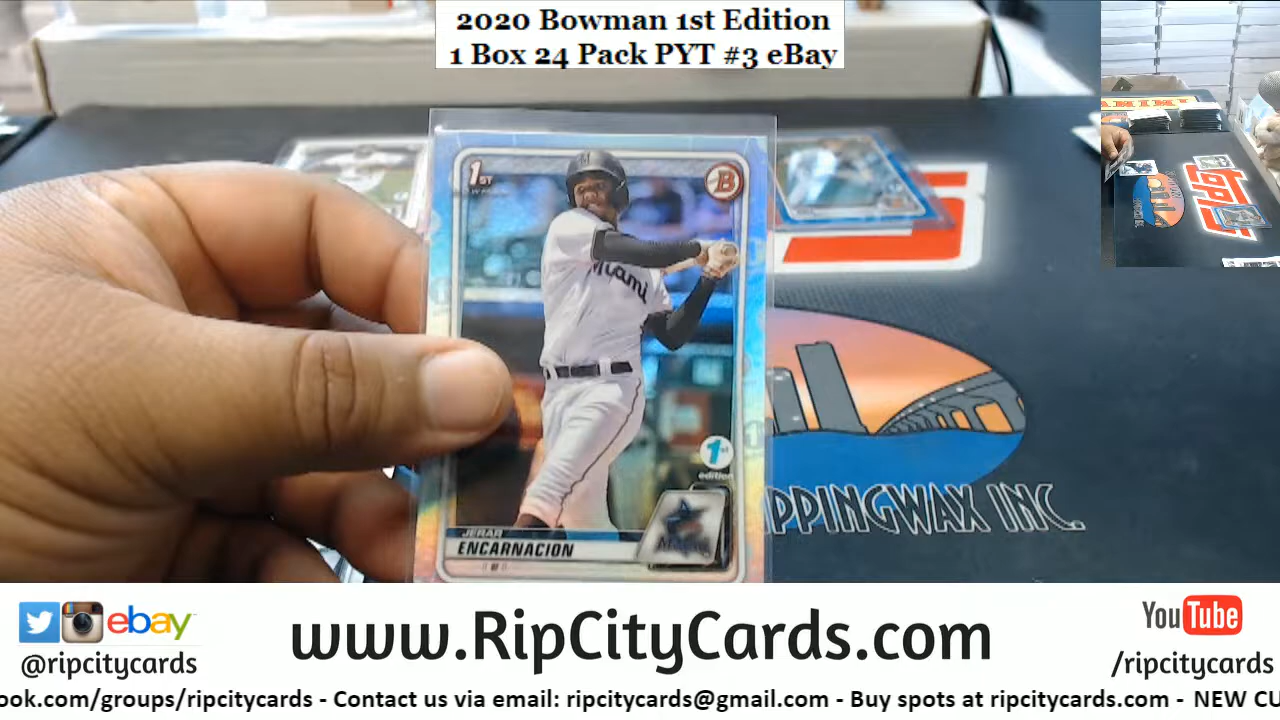 2020 Bowman 1st Edition
1 Box 24 Pack PYT #3 eBay
1ST
B
Miami
1st
edition
JERAR
ENCARNACION
OF
PPINGWAX INC.
PANINI
TOPPS
ebay
@ripcitycards
www.RipCityCards.com
YouTube
/ripcitycards
ook.com/groups/ripcitycards - Contact us via email: ripcitycards@gmail.com - Buy spots at ripcitycards.com - NEW CU